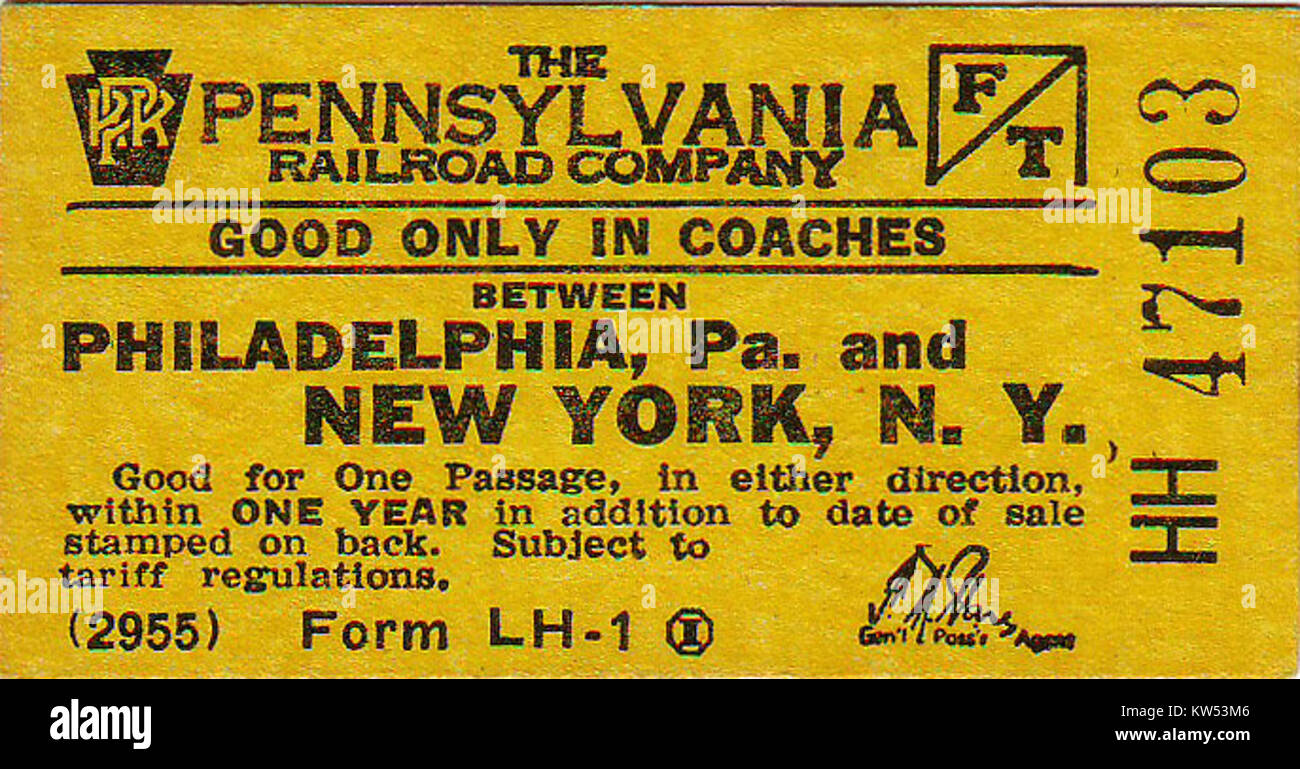 PRR
THE
PENNSYLVANIA
RAILROAD COMPANY
F
T
GOOD ONLY IN COACHES
BETWEEN
PHILADELPHIA, Pa. and
NEW YORK, N. Y.
Good for One Passage, in either direction,
within ONE YEAR in addition to date of sale
stamped on back. Subject to
tariff regulations.
(2955) Form LH-1 I
Gen'l Pass'r Agent
HH 47103
alamy
Image ID: KW53M6
www.alamy.com